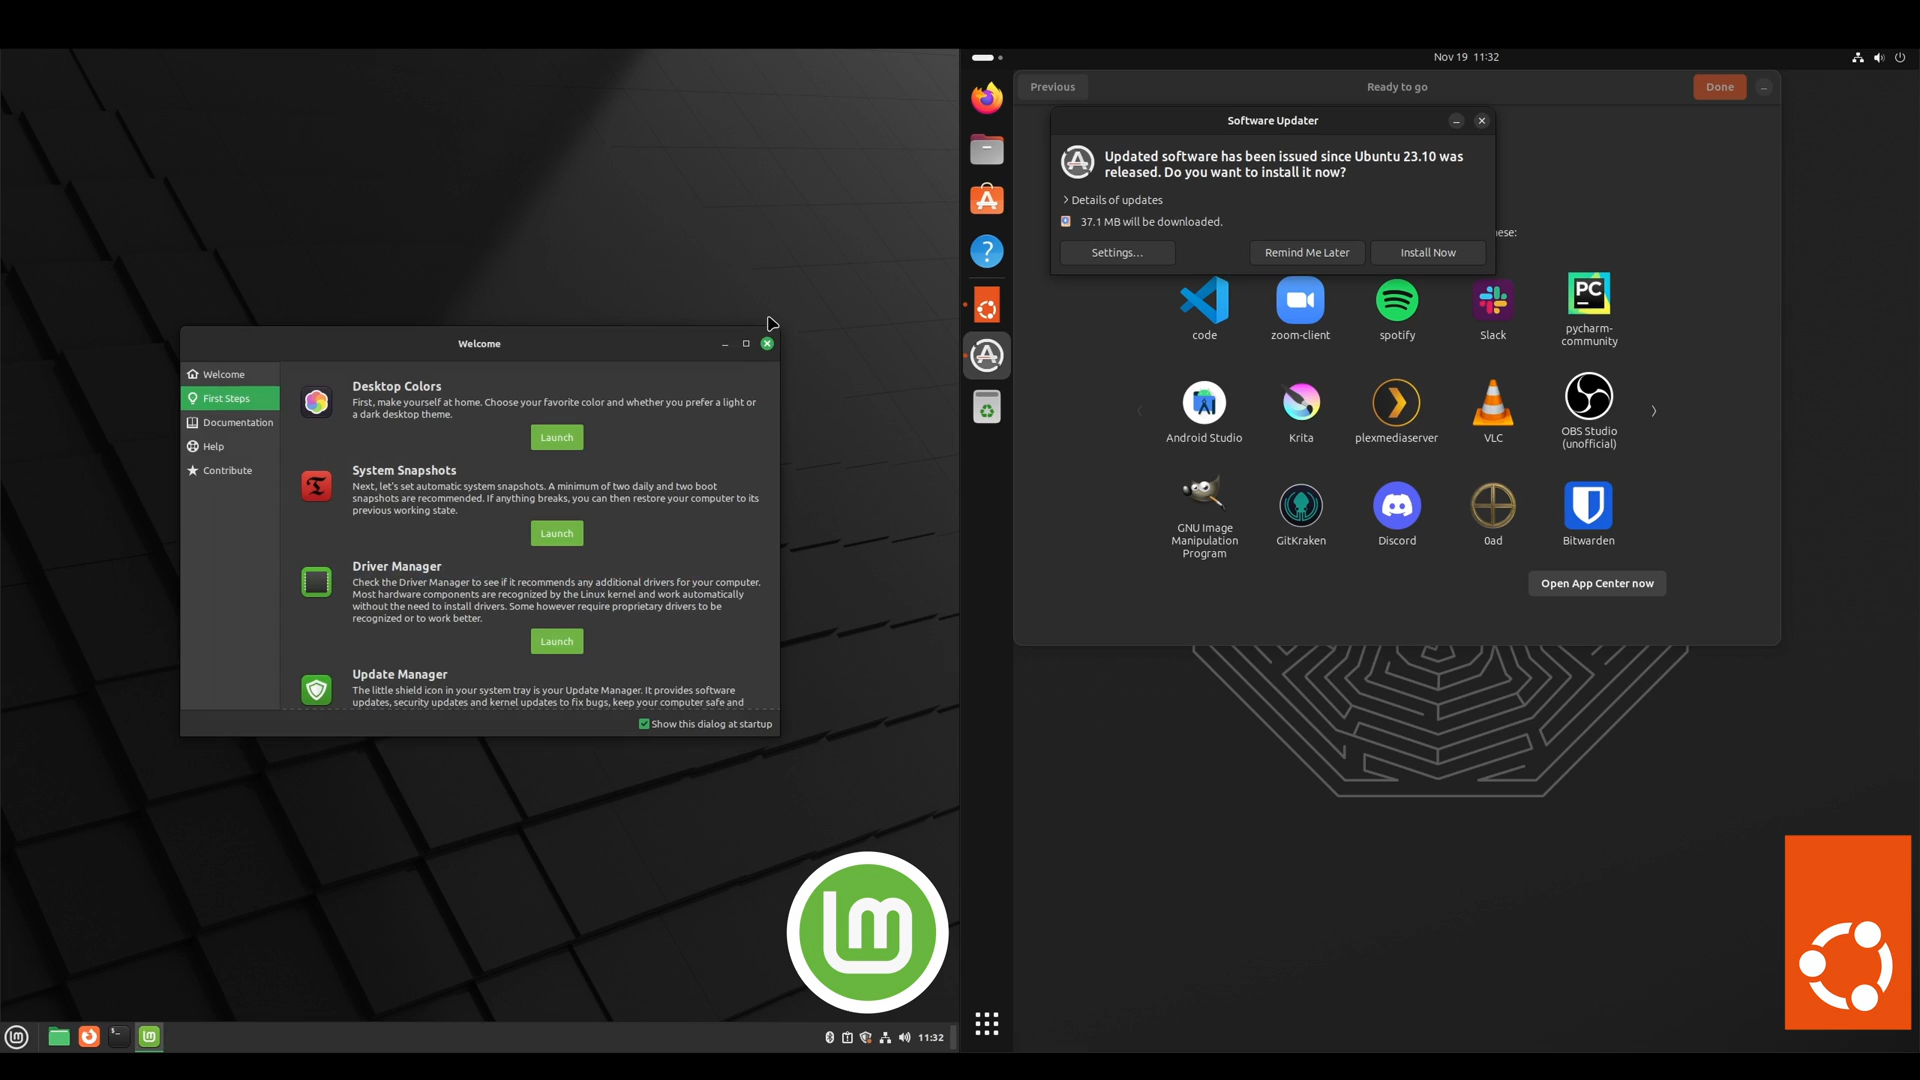 Welcome
Welcome
First Steps
Documentation
Help
Contribute
Desktop Colors
First, make yourself at home. Choose your favorite color and whether you prefer a light or
a dark desktop theme.
Launch
System Snapshots
Next, let's set automatic system snapshots. A minimum of two daily and two boot
snapshots are recommended. If anything breaks, you can then restore your computer to its
previous working state.
Launch
Driver Manager
Check the Driver Manager to see if it recommends any additional drivers for your computer.
Most hardware components are recognized by the Linux kernel and work automatically
without the need to install drivers. Some however require proprietary drivers to be
recognized or to work better.
Launch
Update Manager
The little shield icon in your system tray is your Update Manager. It provides software
updates, security updates and kernel updates to fix bugs, keep your computer safe and
Show this dialog at startup
lm
11:32
Nov 19 11:32
Previous
Ready to go
Done
Software Updater
Updated software has been issued since Ubuntu 23.10 was
released. Do you want to install it now?
Details of updates
37.1 MB will be downloaded.
Settings...
Remind Me Later
Install Now
ese:
PC
code
zoom-client
spotify
Slack
pycharm-
community
Android Studio
Krita
plexmediaserver
VLC
OBS Studio
(unofficial)
GNU Image
Manipulation
Program
GitKraken
Discord
0ad
Bitwarden
Open App Center now